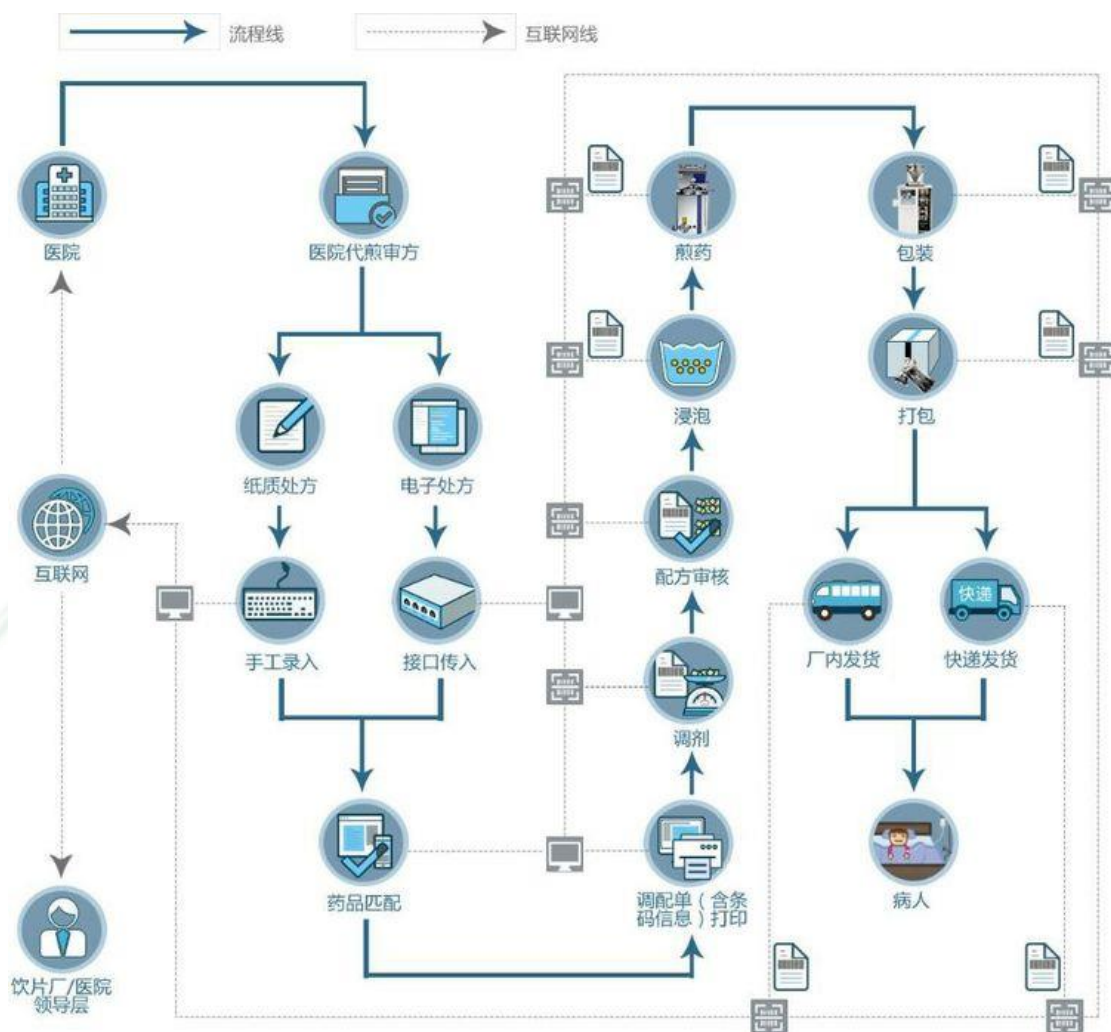 流程线
互联网线
医院
医院代煎审方
煎药
包装
纸质处方
电子处方
浸泡
打包
互联网
手工录入
接口传入
配方审核
快递
厂内发货
快递发货
调剂
药品匹配
调配单（含条
码信息）打印
病人
饮片厂/医院
领导层